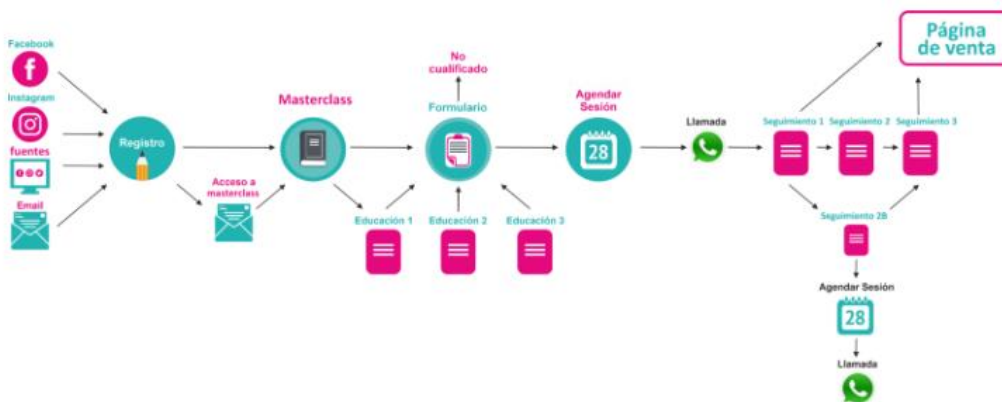 Facebook
Instagram
fuentes
Email
Registro
Acceso a
masterclass
Masterclass
Educación 1
Educación 2
Educación 3
No
cualificado
Formulario
Agendar
Sesión
28
Llamada
Seguimiento 1
Seguimiento 2
Seguimiento 3
Página
de venta
Seguimiento 2B
Agendar Sesión
28
Llamada